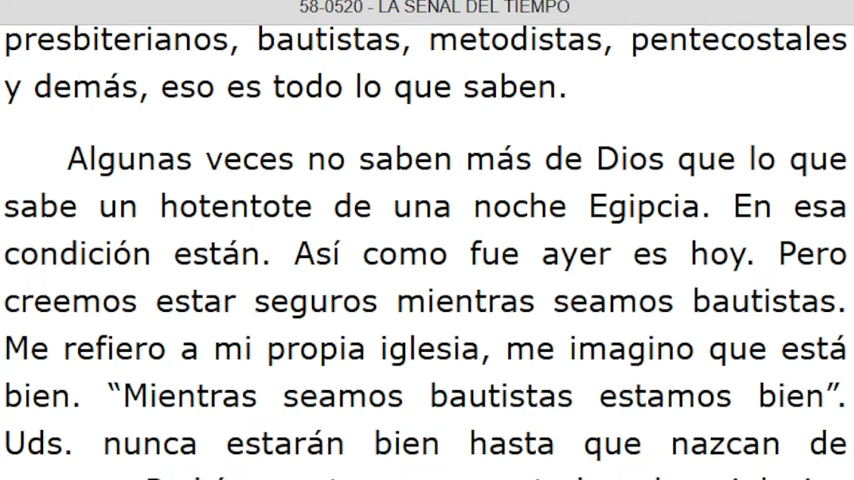 58-0520 - LA SEÑAL DEL TIEMPO
presbiterianos, bautistas, metodistas, pentecostales
y demás, eso es todo lo que saben.
Algunas veces no saben más de Dios que lo que
sabe un hotentote de una noche Egipcia. En esa
condición están. Así como fue ayer es hoy. Pero
creemos estar seguros mientras seamos bautistas.
Me refiero a mi propia iglesia, me imagino que está
bien. “Mientras seamos bautistas estamos bien”.
Uds. nunca estarán bien hasta que nazcan de